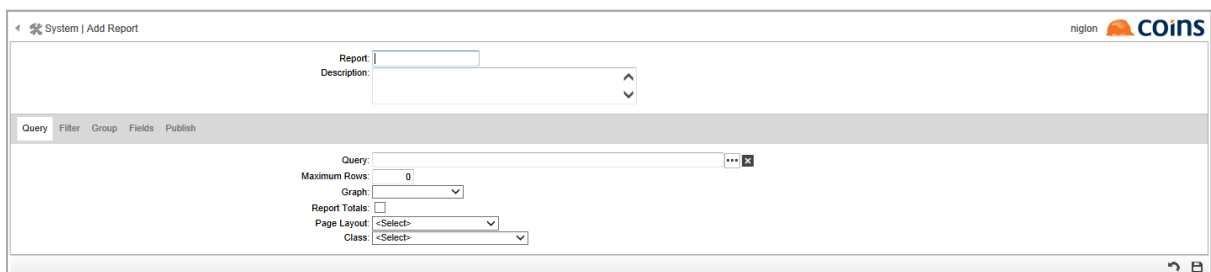 System | Add Report
niglon COINS
Report:
Description:
Query Filter Group Fields Publish
Query:
Maximum Rows: 0
Graph:
Report Totals:
Page Layout: <Select>
Class: <Select>